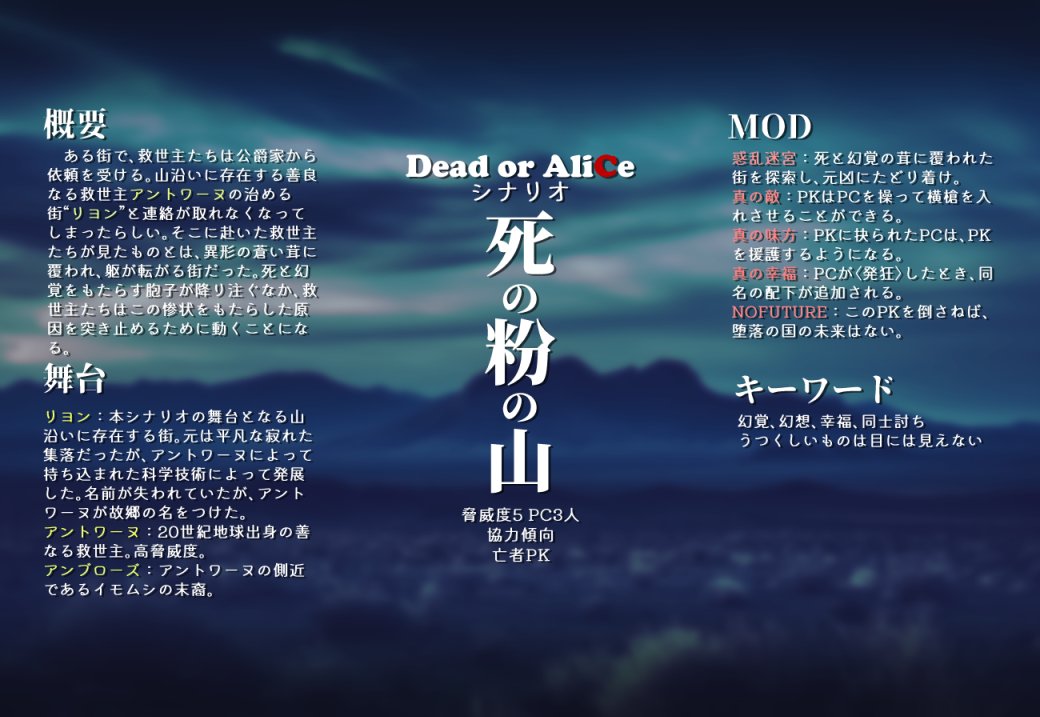 概要
ある街で、救世主たちは公爵家から
依頼を受ける。山沿いに存在する善良
なる救世主アントワーヌの治める
街“リヨン”と連絡が取れなくなって
しまったらしい。そこに赴いた救世主
たちが見たものとは、異形の蒼い茸に
覆われ、躯が転がる街だった。死と幻
覚をもたらす胞子が降り注ぐなか、救
世主たちはこの惨状をもたらした原
因を突き止めるために動くことにな
る。
舞台
リヨン：本シナリオの舞台となる山
沿いに存在する街。元は平凡な寂れた
集落だったが、アントワーヌによって
持ち込まれた科学技術によって発展
した。名前が失われていたが、アント
ワーヌが故郷の名をつけた。
アントワーヌ：20世紀地球出身の善
なる救世主。高脅威度。
アンブローズ：アントワーヌの側近
であるイモムシの末裔。
Dead or AliCe
シナリオ
死
の
粉
の
山
脅威度5 PC3人
協力傾向
亡者PK
MOD
惑乱迷宮：死と幻覚の茸に覆われた
街を探索し、元凶にたどり着け。
真の敵：PKはPCを操って横槍を入
れさせることができる。
真の味方：PKに抉られたPCは、PK
を援護するようになる。
真の幸福：PCが〈発狂〉したとき、同
名の配下が追加される。
NOFUTURE：このPKを倒さねば、
堕落の国の未来はない。
キーワード
幻覚、幻想、幸福、同士討ち
うつくしいものは目には見えない